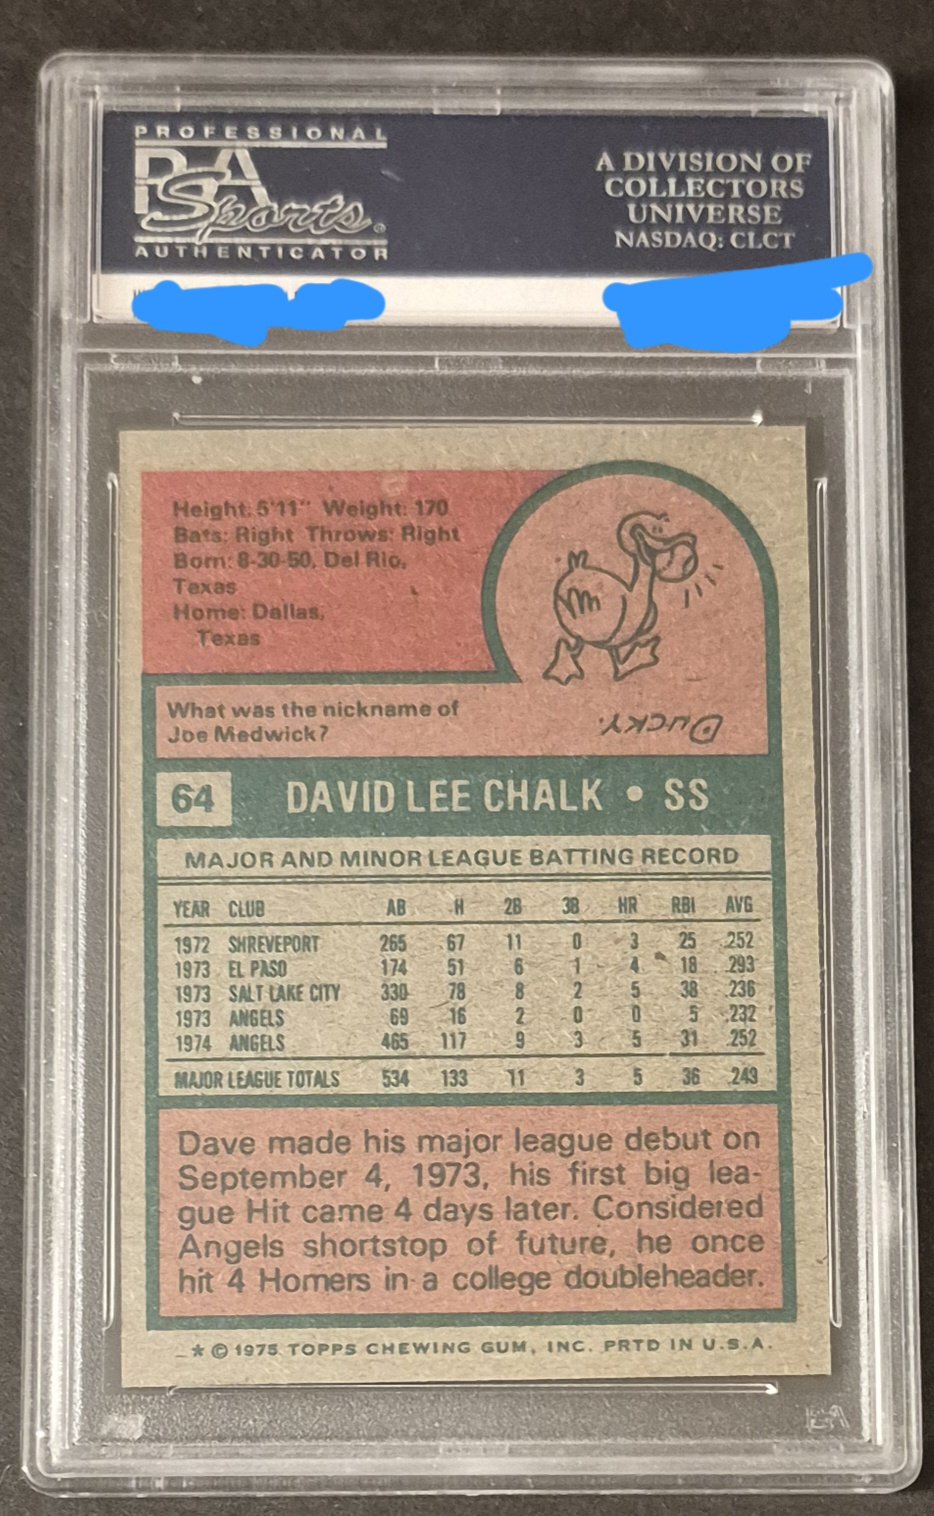 PROFESSIONAL
PSA
Sports®
AUTHENTICATOR
A DIVISION OF
COLLECTORS
UNIVERSE
NASDAQ: CLCT
Height: 5'11" Weight: 170
Bats: Right Throws: Right
Born: 8-30-50, Del Rio,
Texas
Home: Dallas,
Texas
What was the nickname of
Joe Medwick?
DUCKY.
64 DAVID LEE CHALK • SS
MAJOR AND MINOR LEAGUE BATTING RECORD
YEAR CLUB AB H 2B 3B HR RBI AVG
1972 SHREVEPORT 265 67 11 0 3 25 .252
1973 EL PASO 174 51 6 1 4 18 .293
1973 SALT LAKE CITY 330 78 8 2 5 38 .236
1973 ANGELS 69 16 2 0 0 5 .232
1974 ANGELS 465 117 9 3 5 31 .252
MAJOR LEAGUE TOTALS 534 133 11 3 5 36 .249
Dave made his major league debut on
September 4, 1973, his first big lea-
gue Hit came 4 days later. Considered
Angels shortstop of future, he once
hit 4 Homers in a college doubleheader.
* © 1975 TOPPS CHEWING GUM, INC. PRTD IN U.S.A.